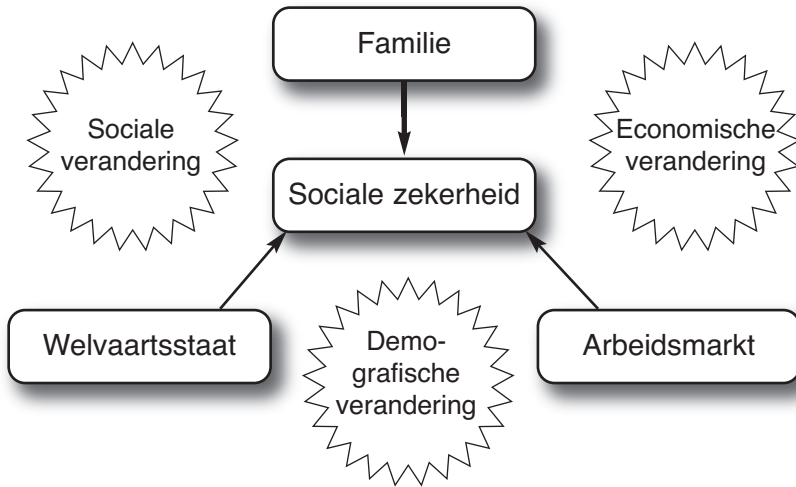 Familie
Sociale
verandering
Economische
verandering
Sociale zekerheid
Welvaartsstaat
Demo-
grafische
verandering
Arbeidsmarkt